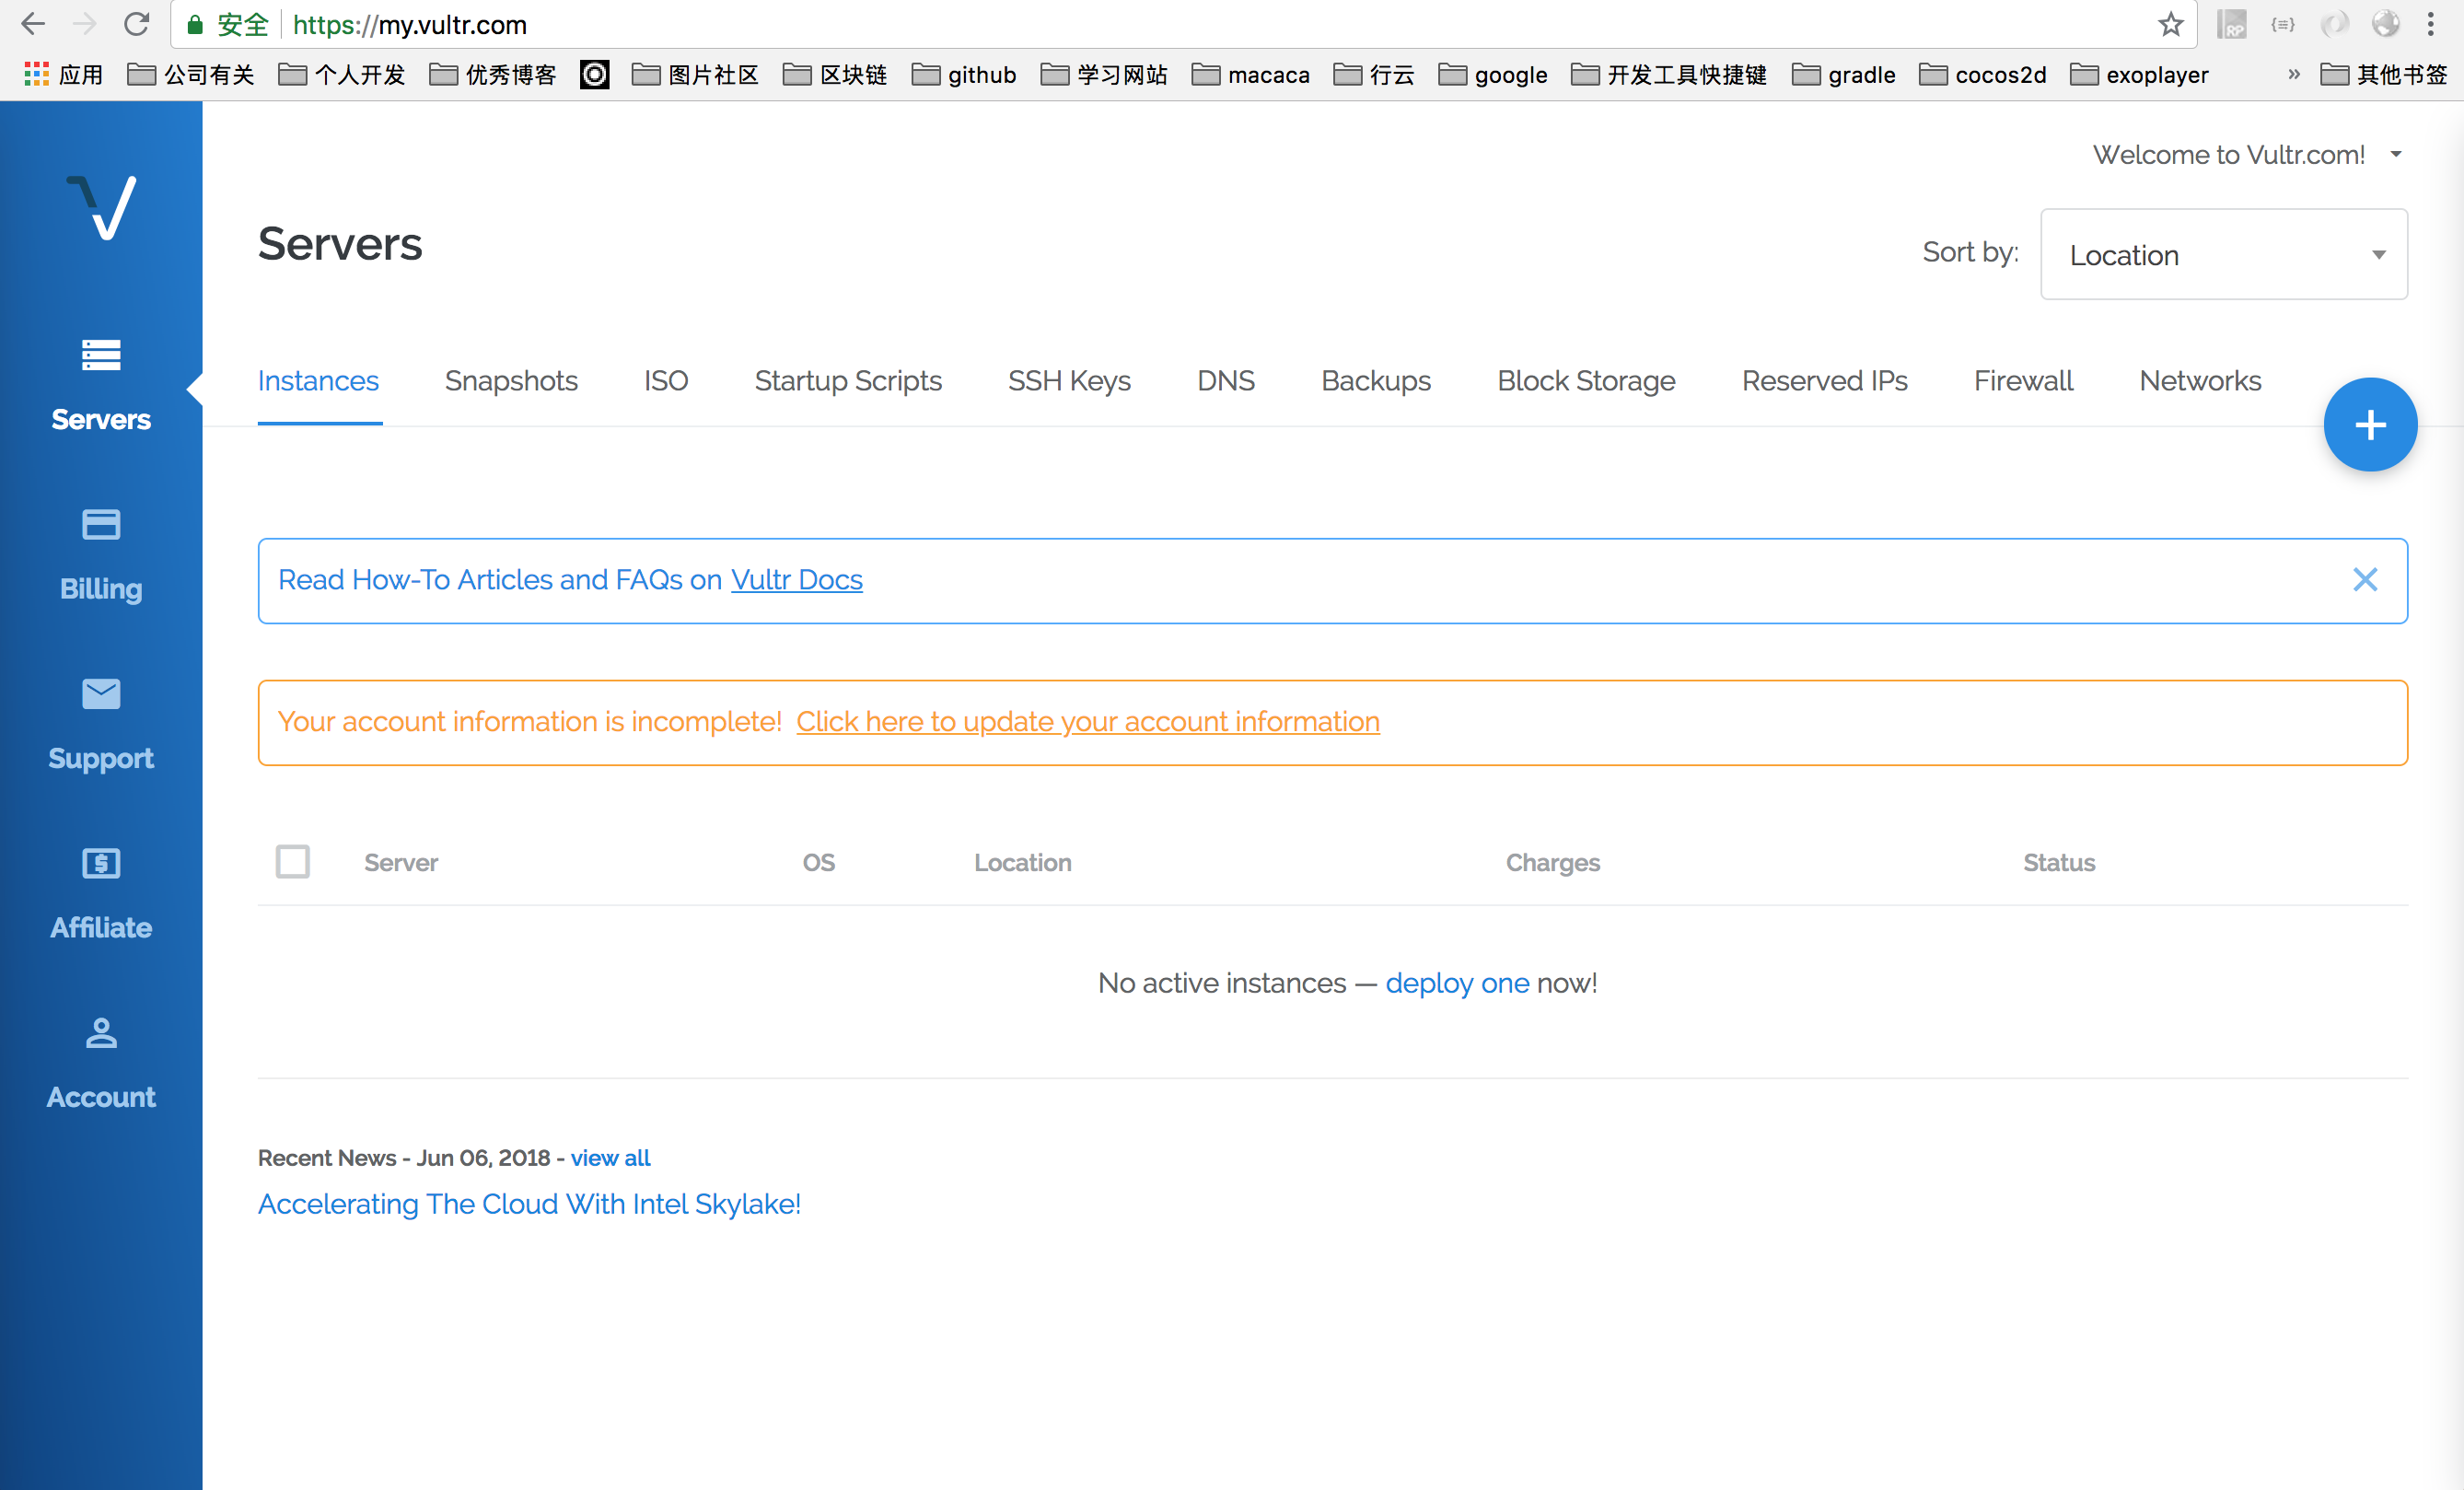 安全 https://my.vultr.com
应用 公司有关 个人开发 优秀博客 图片社区 区块链 github 学习网站 macaca 行云 google 开发工具快捷键 gradle cocos2d exoplayer » 其他书签
Welcome to Vultr.com!
Servers
Sort by: Location
Instances Snapshots ISO Startup Scripts SSH Keys DNS Backups Block Storage Reserved IPs Firewall Networks
Servers
Billing
Support
Affiliate
Account
Read How-To Articles and FAQs on Vultr Docs
Your account information is incomplete! Click here to update your account information
Server OS Location Charges Status
No active instances — deploy one now!
Recent News - Jun 06, 2018 - view all
Accelerating The Cloud With Intel Skylake!